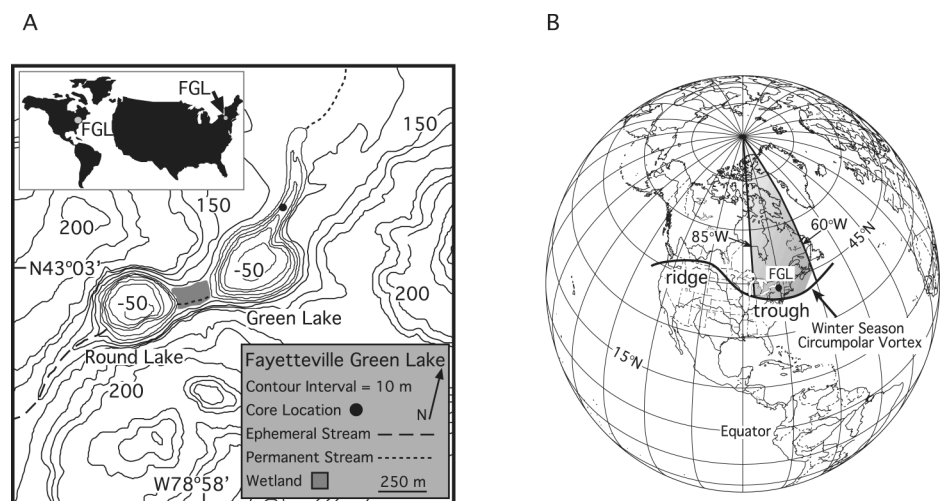 A
B
FGL
FGL
150
150
200
N43°03’
-50
-50
200
Green Lake
Round Lake
200
Fayetteville Green Lake
Contour Interval = 10 m
Core Location
N
Ephemeral Stream
Permanent Stream
Wetland
250 m
W78°58’
85°W
60°W
45°N
FGL
ridge
trough
Winter Season
Circumpolar Vortex
15°N
Equator